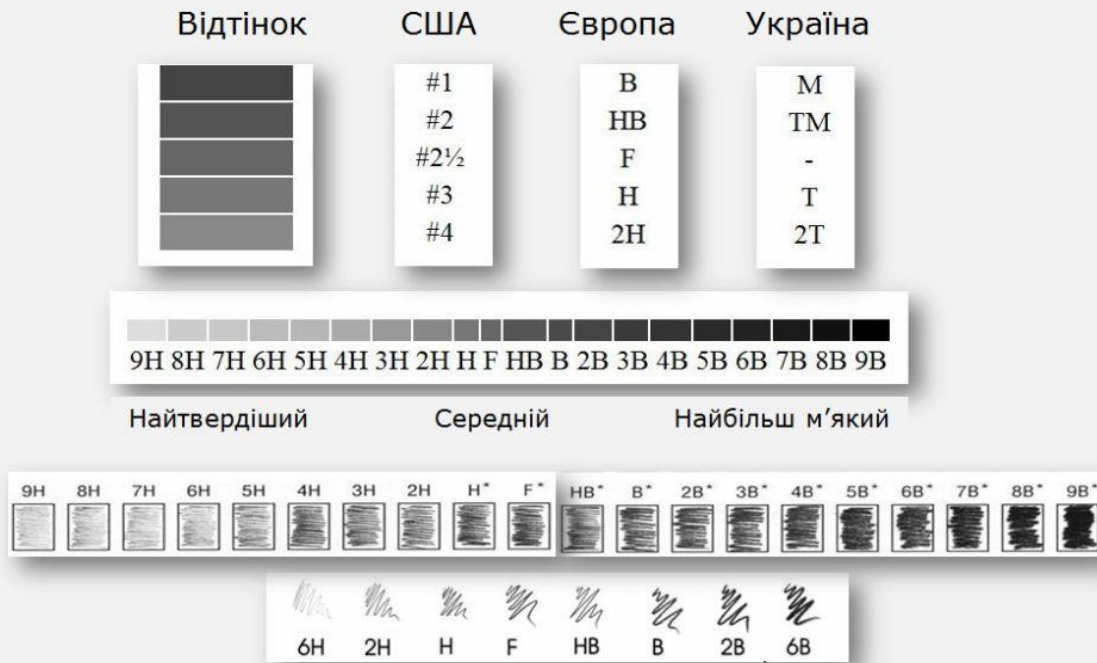 Відтінок США Європа Україна
#1 B М
#2 HB ТМ
#2½ F -
#3 H Т
#4 2H 2Т
9H 8H 7H 6H 5H 4H 3H 2H H F HB B 2B 3B 4B 5B 6B 7B 8B 9B
Найтвердіший Середній Найбільш м’який
9H 8H 7H 6H 5H 4H 3H 2H H* F* HB* B* 2B* 3B* 4B* 5B* 6B* 7B* 8B* 9B*
6H 2H H F HB B 2B 6B